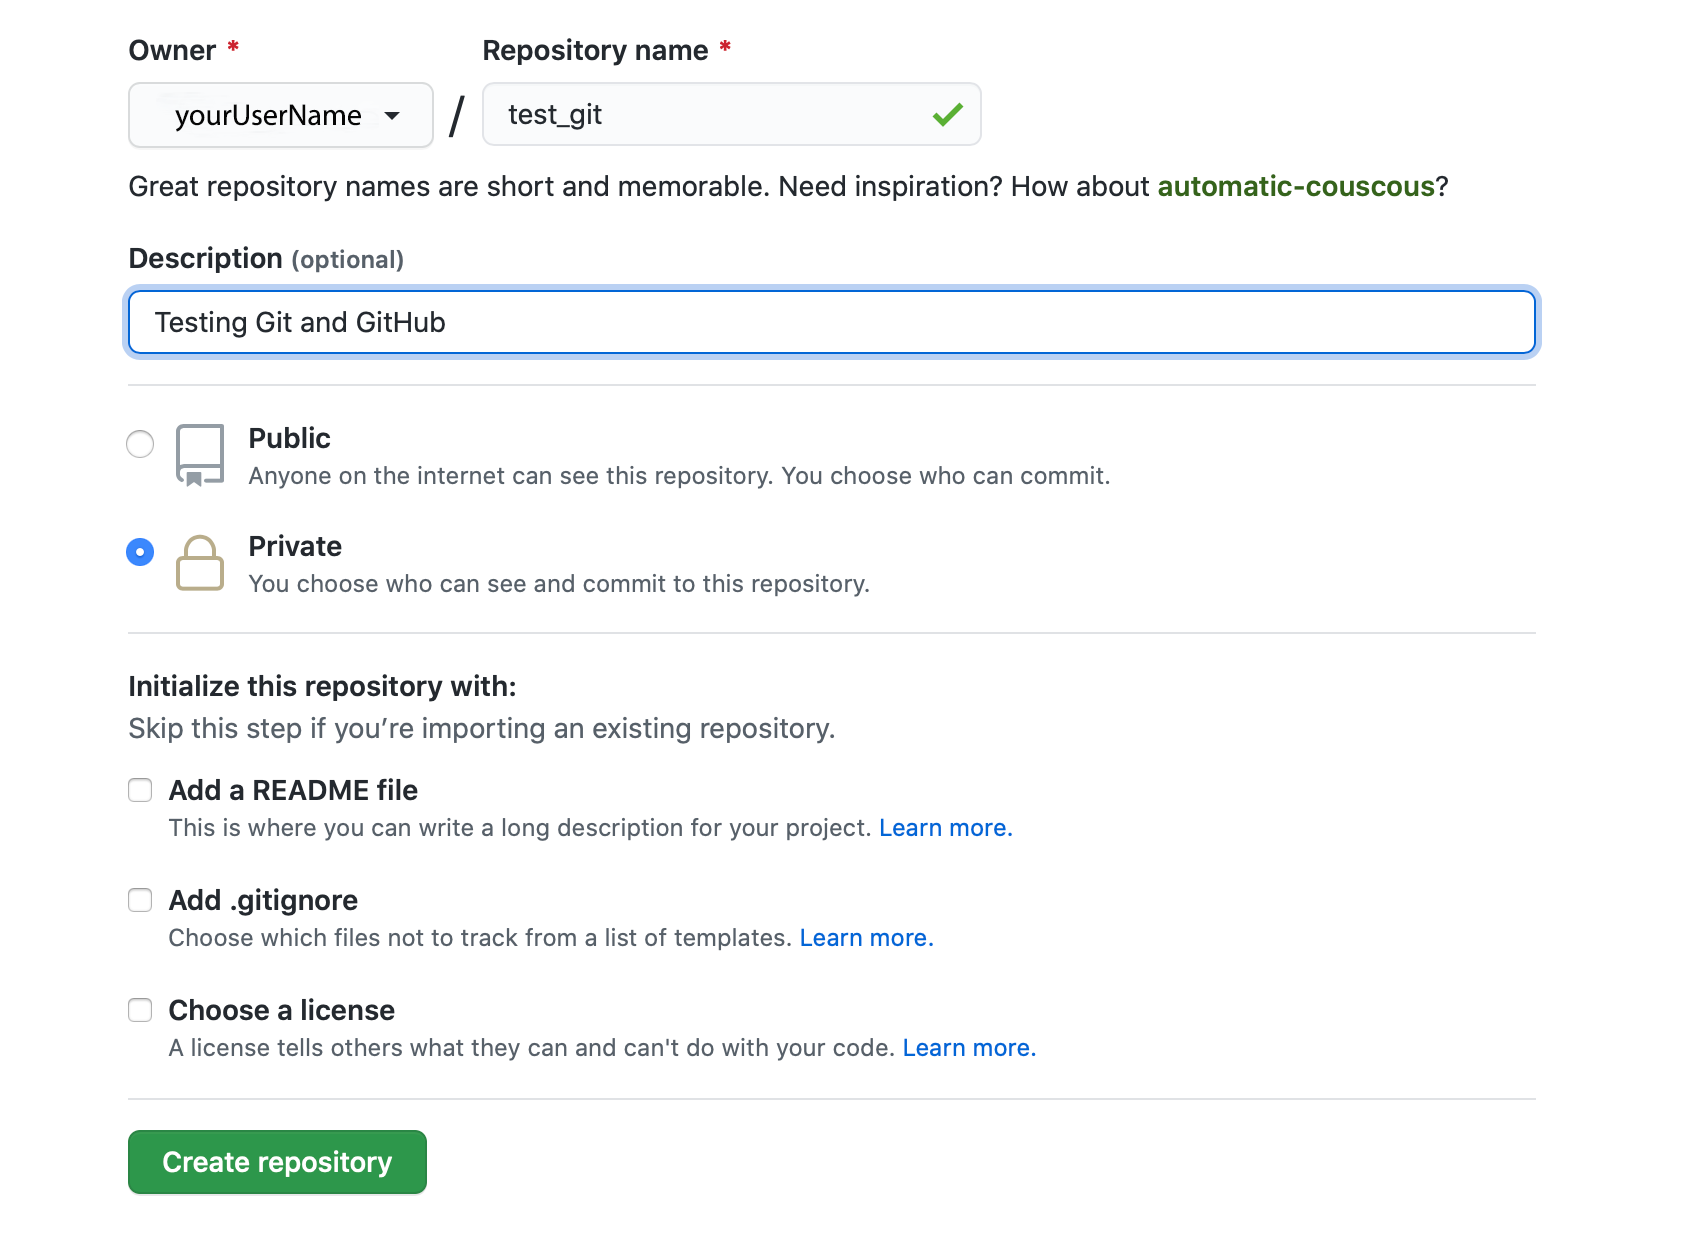 Owner * Repository name *
yourUserName / test_git
Great repository names are short and memorable. Need inspiration? How about automatic-couscous?
Description (optional)
Testing Git and GitHub
Public
Anyone on the internet can see this repository. You choose who can commit.
Private
You choose who can see and commit to this repository.
Initialize this repository with:
Skip this step if you’re importing an existing repository.
Add a README file
This is where you can write a long description for your project. Learn more.
Add .gitignore
Choose which files not to track from a list of templates. Learn more.
Choose a license
A license tells others what they can and can't do with your code. Learn more.
Create repository